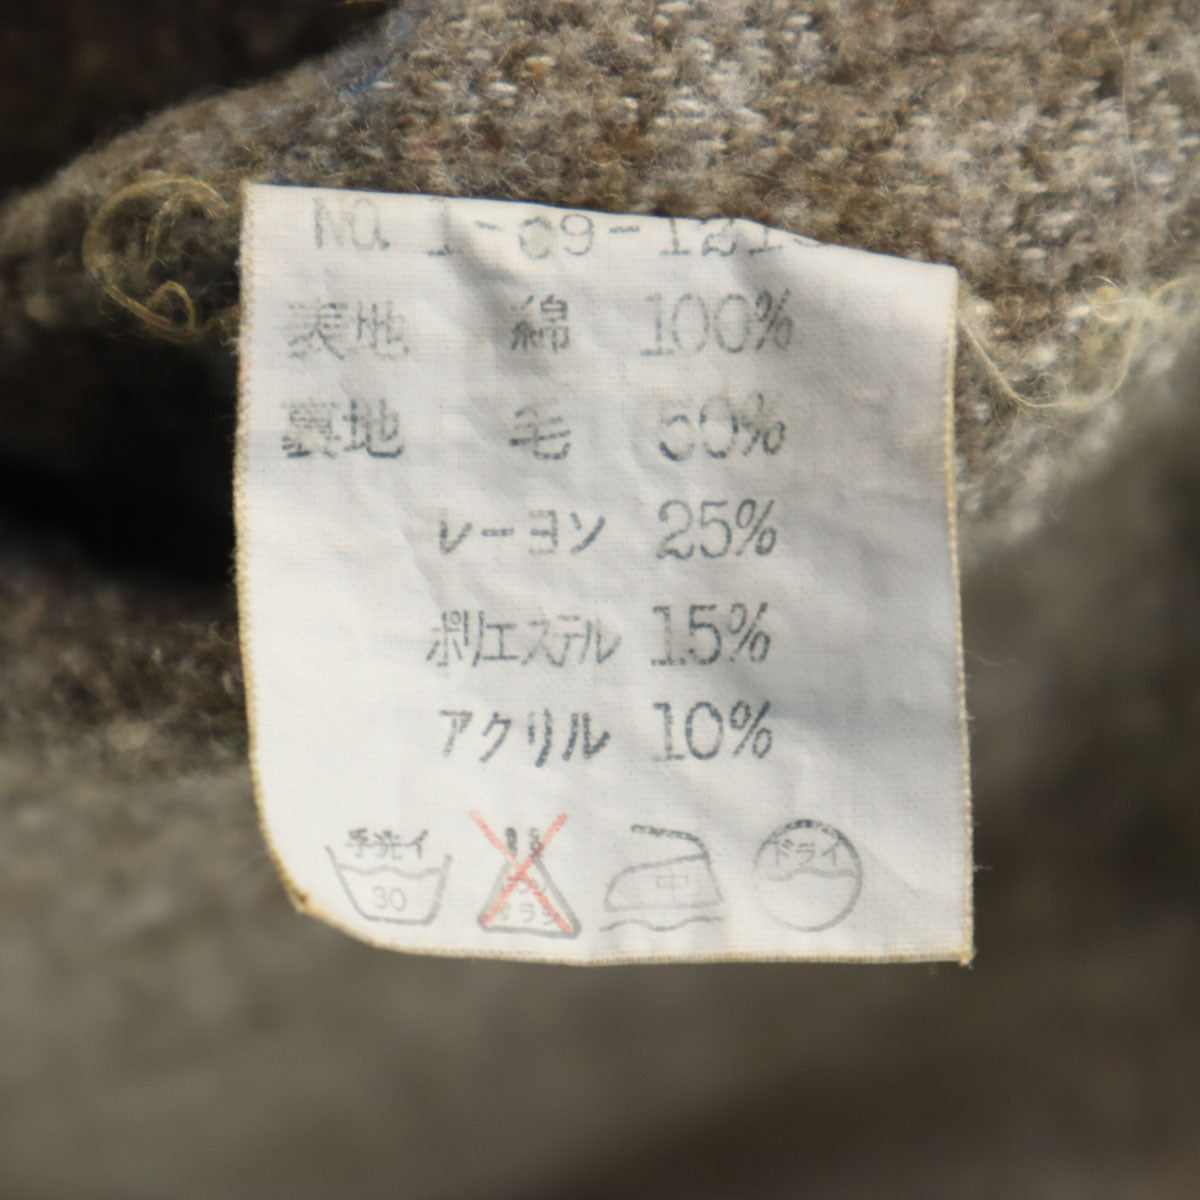 表地 綿 100%
裏地 毛 50%
レーヨン 25%
ポリエステル 15%
アクリル 10%
手洗イ 30 中 ドライ